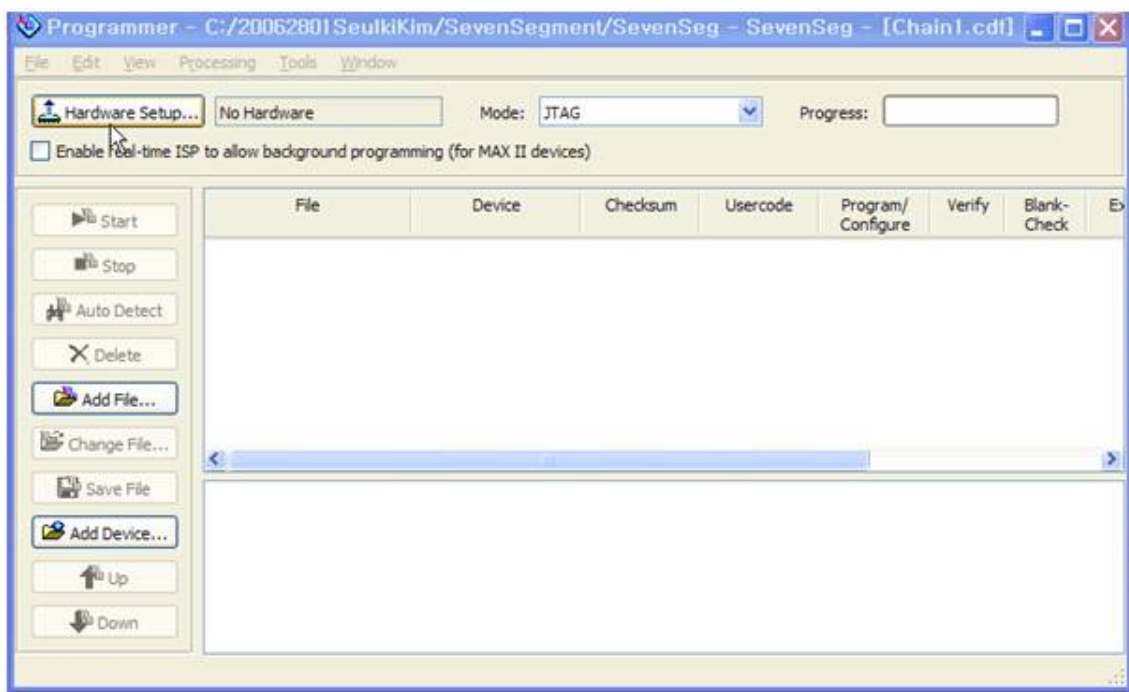 Programmer - C:/20062801SeulkiKim/SevenSegment/SevenSeg - SevenSeg - [Chain1.cdf]
File Edit View Processing Tools Window
Hardware Setup... No Hardware Mode: JTAG Progress:
Enable real-time ISP to allow background programming (for MAX II devices)
File Device Checksum Usercode Program/ Verify Blank- Ex
Configure Check
Start
Stop
Auto Detect
Delete
Add File...
Change File...
Save File
Add Device...
Up
Down